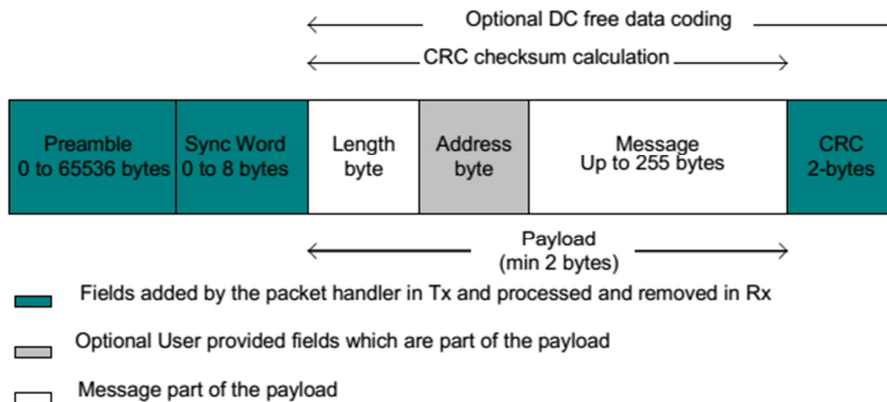 Optional DC free data coding
CRC checksum calculation
Preamble
0 to 65536 bytes
Sync Word
0 to 8 bytes
Length
byte
Address
byte
Message
Up to 255 bytes
CRC
2-bytes
Payload
(min 2 bytes)
Fields added by the packet handler in Tx and processed and removed in Rx
Optional User provided fields which are part of the payload
Message part of the payload